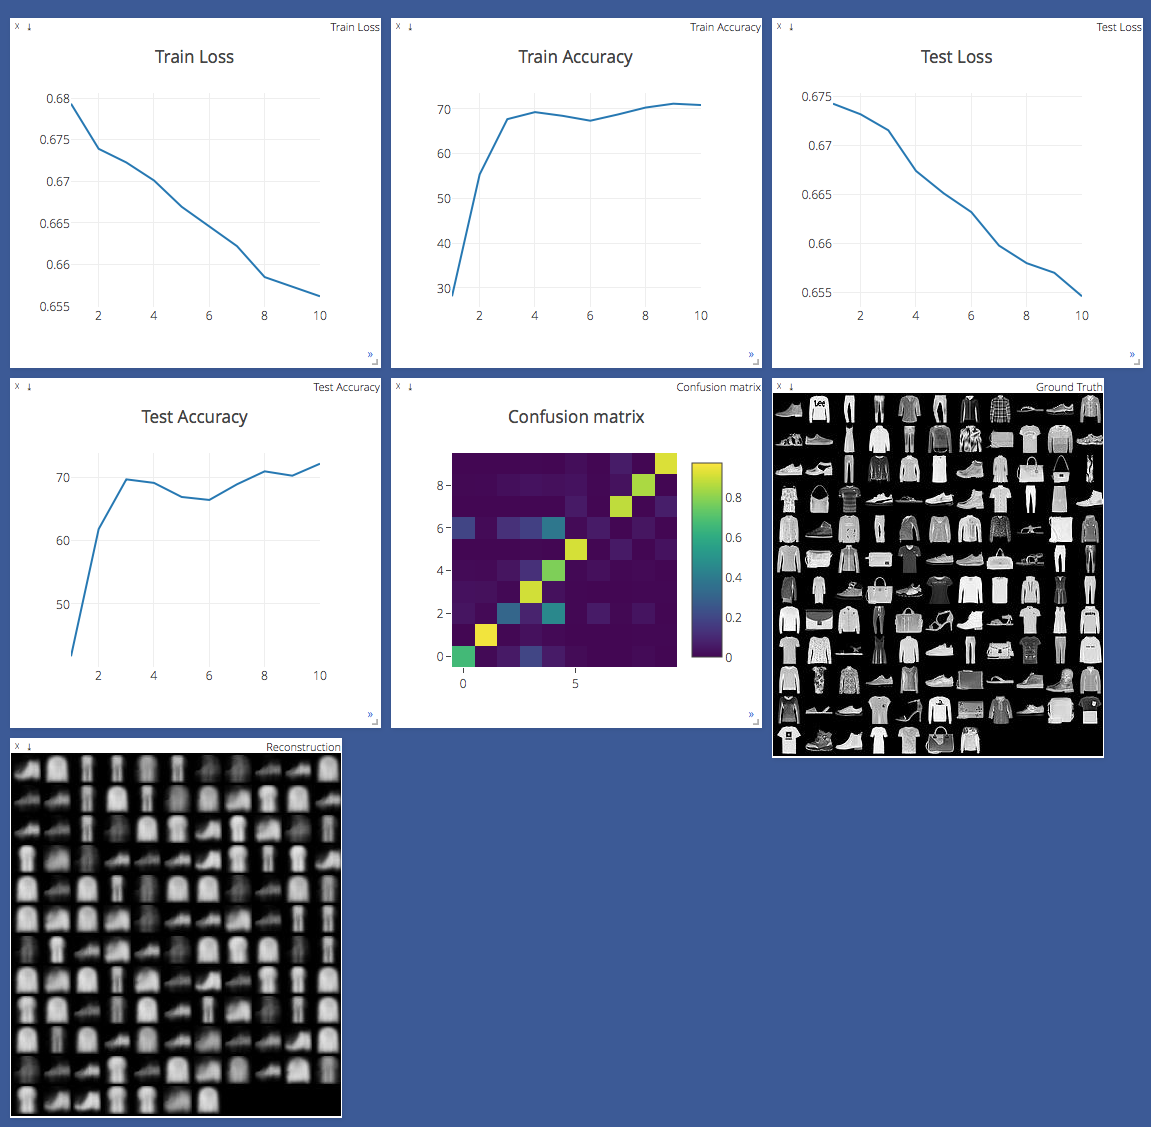 X ↓ Train Loss
Train Loss
0.68
0.675
0.67
0.665
0.66
0.655
2 4 6 8 10
»
X ↓ Train Accuracy
Train Accuracy
70
60
50
40
30
2 4 6 8 10
»
X ↓ Test Loss
Test Loss
0.675
0.67
0.665
0.66
0.655
2 4 6 8 10
»
X ↓ Test Accuracy
Test Accuracy
70
60
50
2 4 6 8 10
»
X ↓ Confusion matrix
Confusion matrix
8
6
4
2
0
0 5
0.8
0.6
0.4
0.2
0
»
X ↓ Ground Truth
Lee
X ↓ Reconstruction